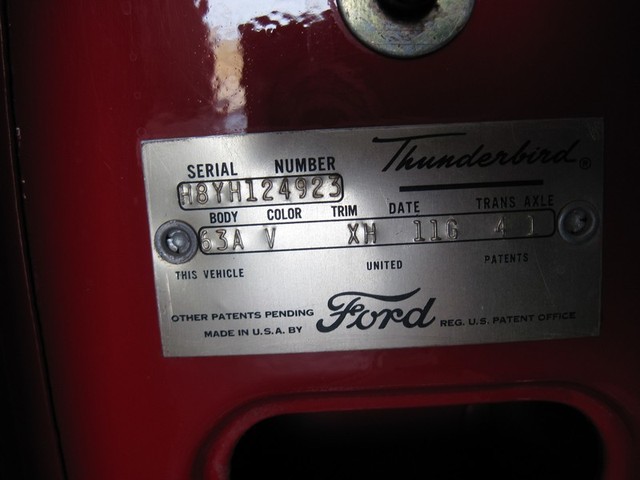 Thunderbird®
SERIAL NUMBER
H8YH124923
BODY COLOR TRIM DATE TRANS AXLE
63A V XH 11G 4 1
THIS VEHICLE UNITED PATENTS
OTHER PATENTS PENDING
MADE IN U.S.A. BY Ford REG. U.S. PATENT OFFICE